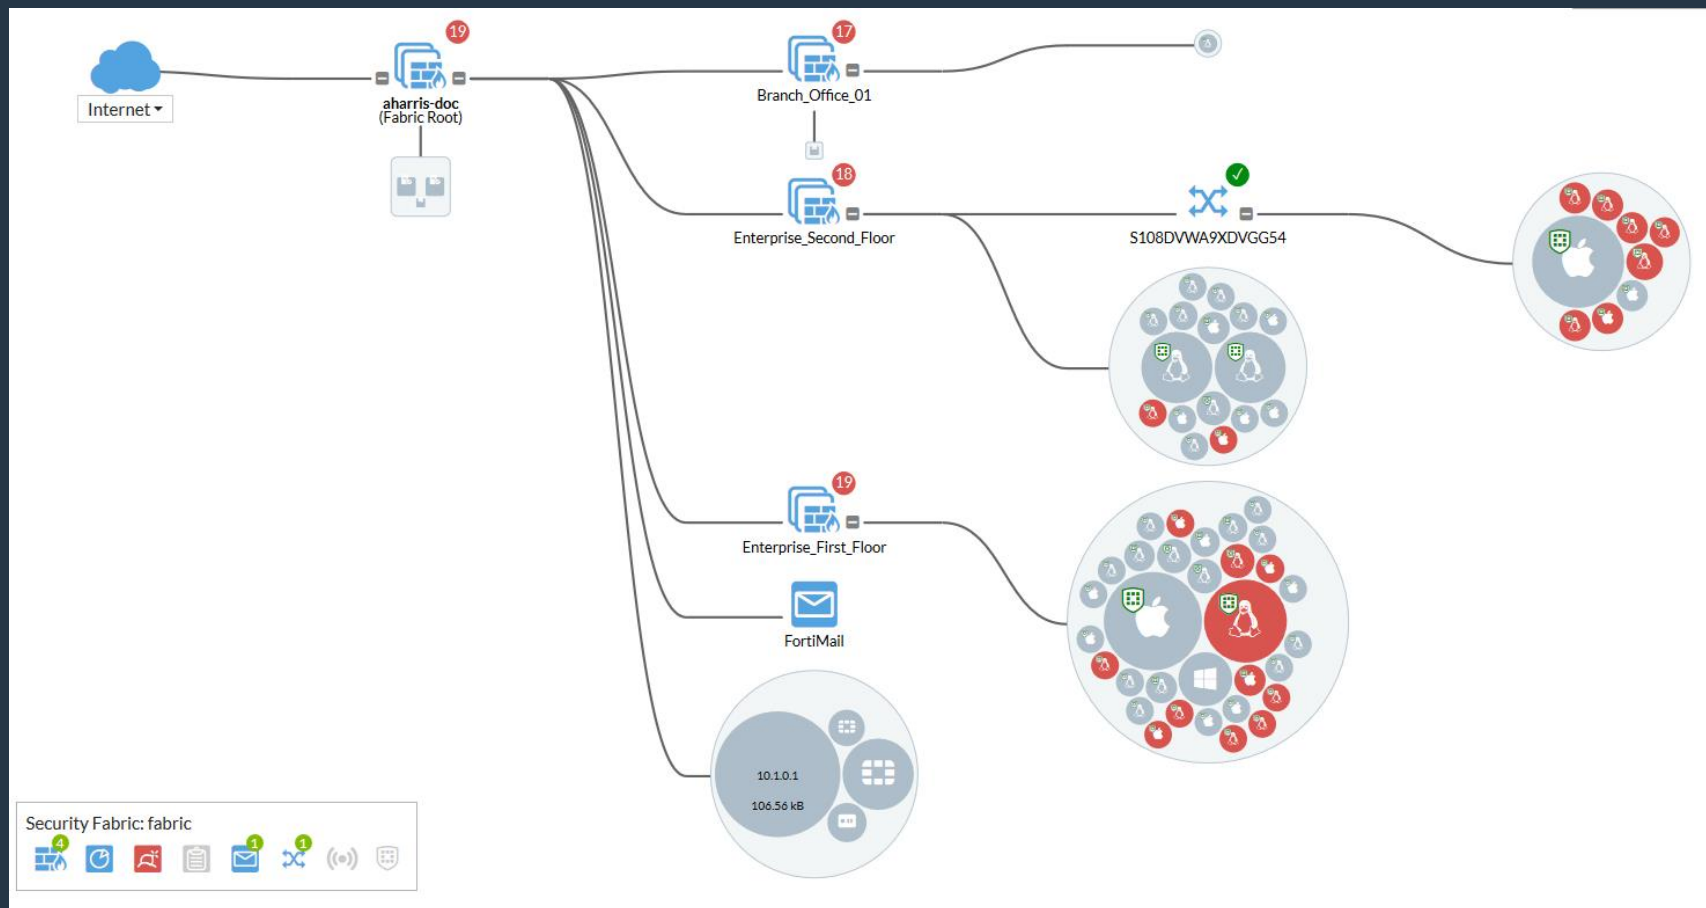 19
17
Internet
aharris-doc
(Fabric Root)
Branch_Office_01
18
Enterprise_Second_Floor
S108DVWA9XDVGG54
19
Enterprise_First_Floor
FortiMail
10.1.0.1
106.56 kB
Security Fabric: fabric
4
1
1